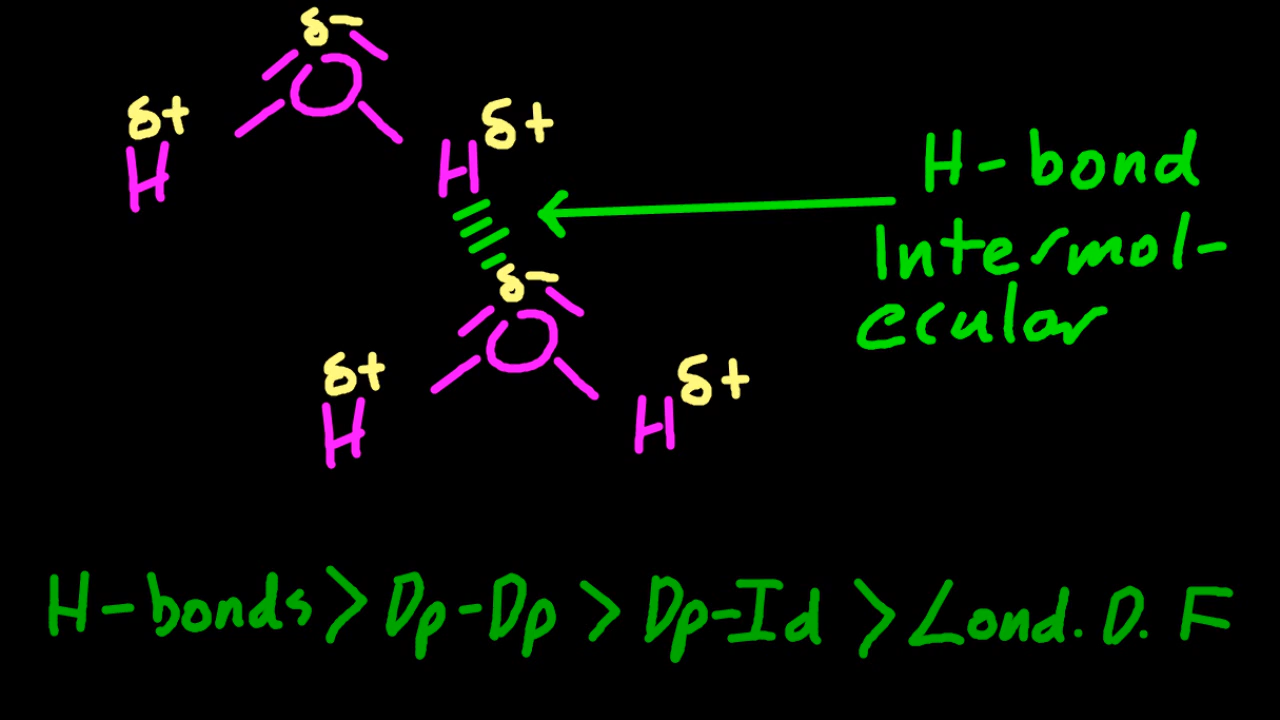 δ-
O
δ+
H
H δ+
H-bond
Intermol-
ecular
δ-
O
δ+
H
H δ+
H-bonds > Dp-Dp > Dp-Id > Lond. D. F